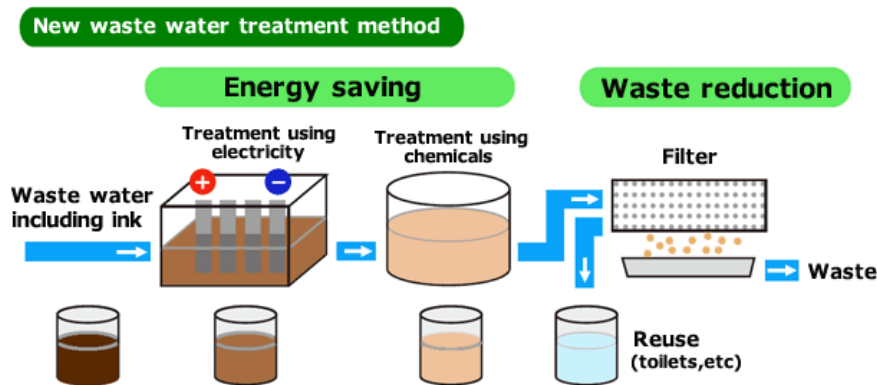 New waste water treatment method
Energy saving
Waste reduction
Treatment using
electricity
Treatment using
chemicals
Filter
+
−
Waste water
including ink
Waste
Reuse
(toilets,etc)